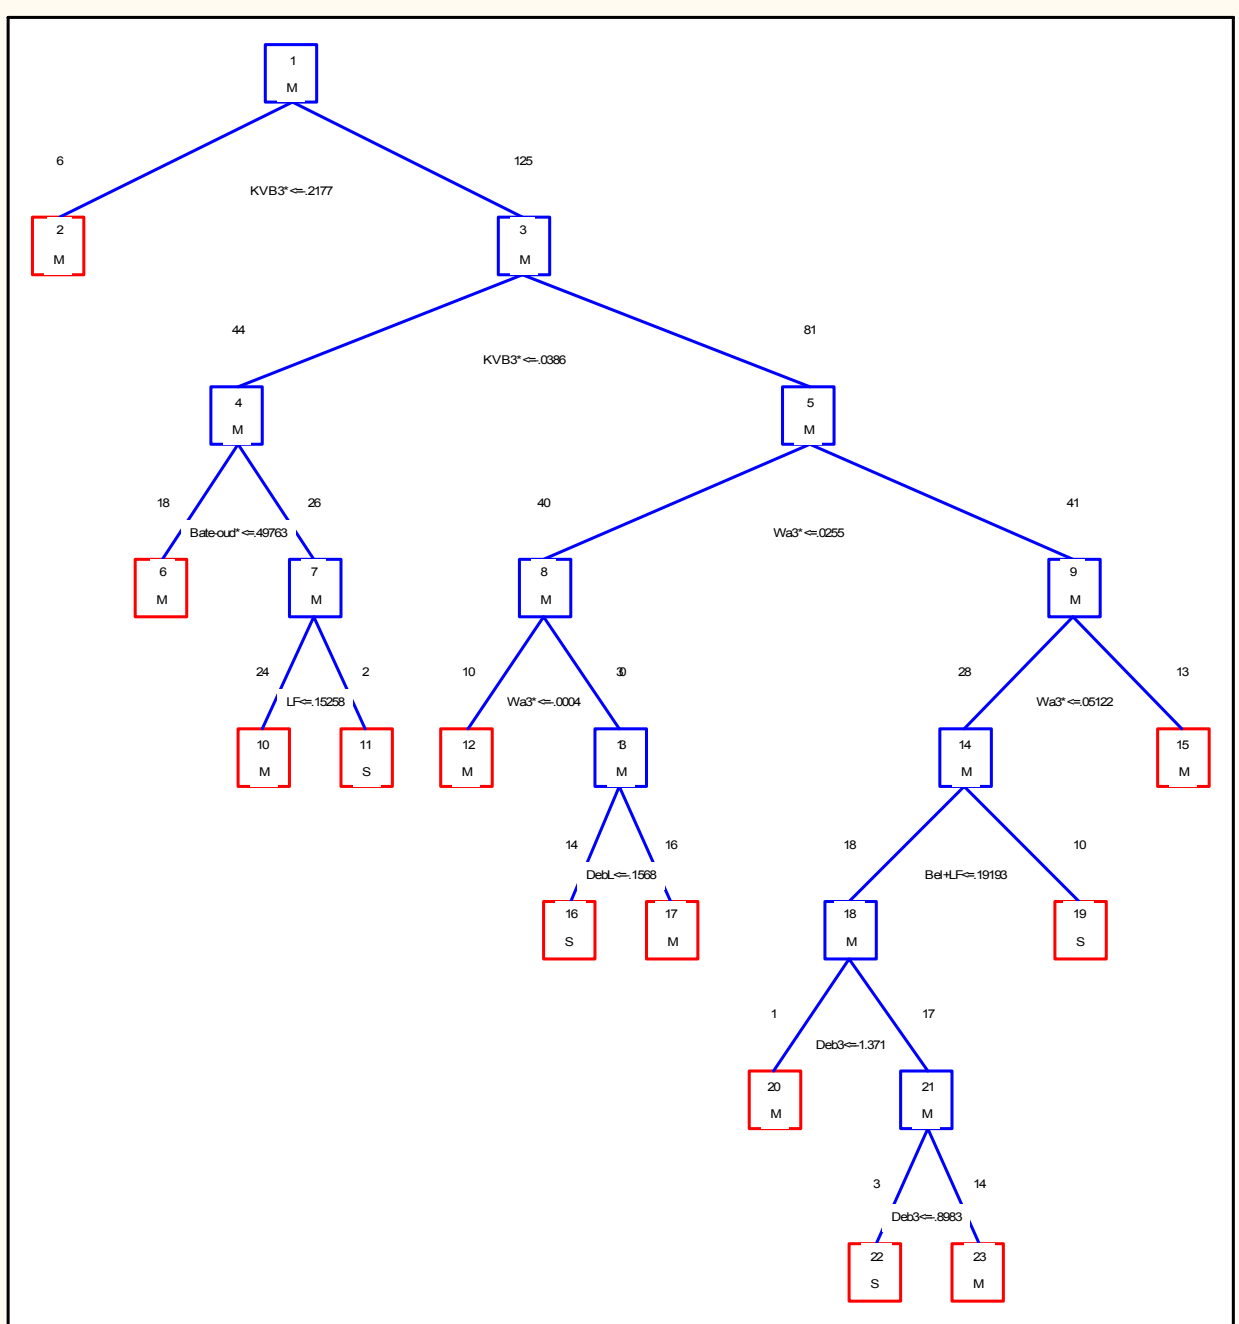 1
M
6
125
KVB3*<=-.2177
2
M
3
M
44
81
KVB3*<=-.0386
4
M
5
M
18
26
40
41
Bate-oud*<=.49763
Wa3*<=.0255
6
M
7
M
8
M
9
M
24
2
10
30
28
13
LF<=.15258
Wa3*<=-.0004
Wa3*<=.05122
10
M
11
S
12
M
13
M
14
M
15
M
14
16
18
10
DebL<=-.1568
Bel+LF<=.19193
16
S
17
M
18
M
19
S
1
17
Deb3<=-1.371
20
M
21
M
3
14
Deb3<=-.8983
22
S
23
M